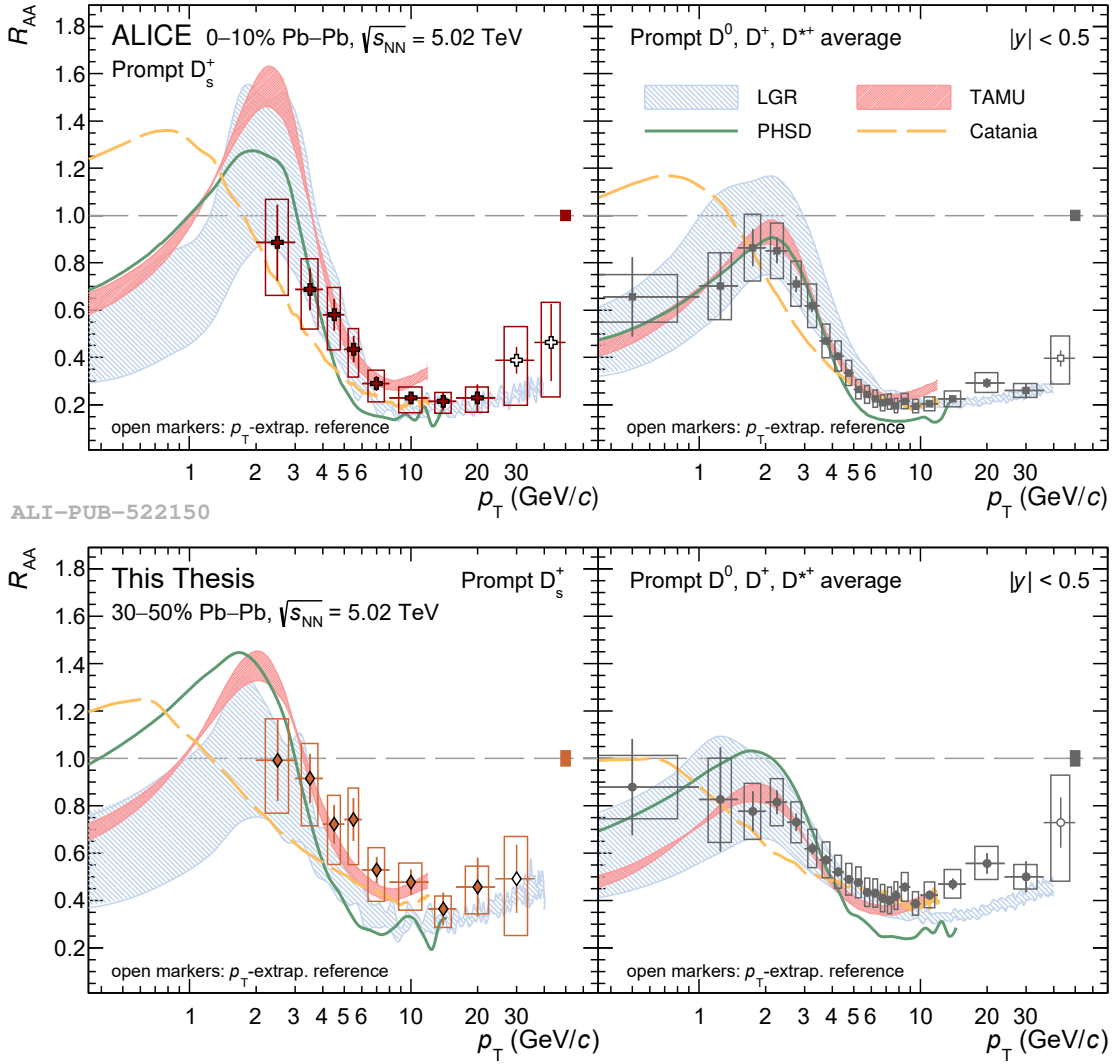 R_AA
ALICE 0–10% Pb–Pb, √s_NN = 5.02 TeV
Prompt D_s^+
Prompt D^0, D^+, D^*+ average |y| < 0.5
LGR TAMU
PHSD Catania
1.8
1.6
1.4
1.2
1.0
0.8
0.6
0.4
0.2
open markers: p_T-extrap. reference
open markers: p_T-extrap. reference
1 2 3 4 5 6 10 20 30
1 2 3 4 5 6 10 20 30
p_T (GeV/c)
p_T (GeV/c)
ALI−PUB−522150
R_AA
This Thesis Prompt D_s^+
30–50% Pb–Pb, √s_NN = 5.02 TeV
Prompt D^0, D^+, D^*+ average |y| < 0.5
1.8
1.6
1.4
1.2
1.0
0.8
0.6
0.4
0.2
open markers: p_T-extrap. reference
open markers: p_T-extrap. reference
1 2 3 4 5 6 10 20 30
1 2 3 4 5 6 10 20 30
p_T (GeV/c)
p_T (GeV/c)